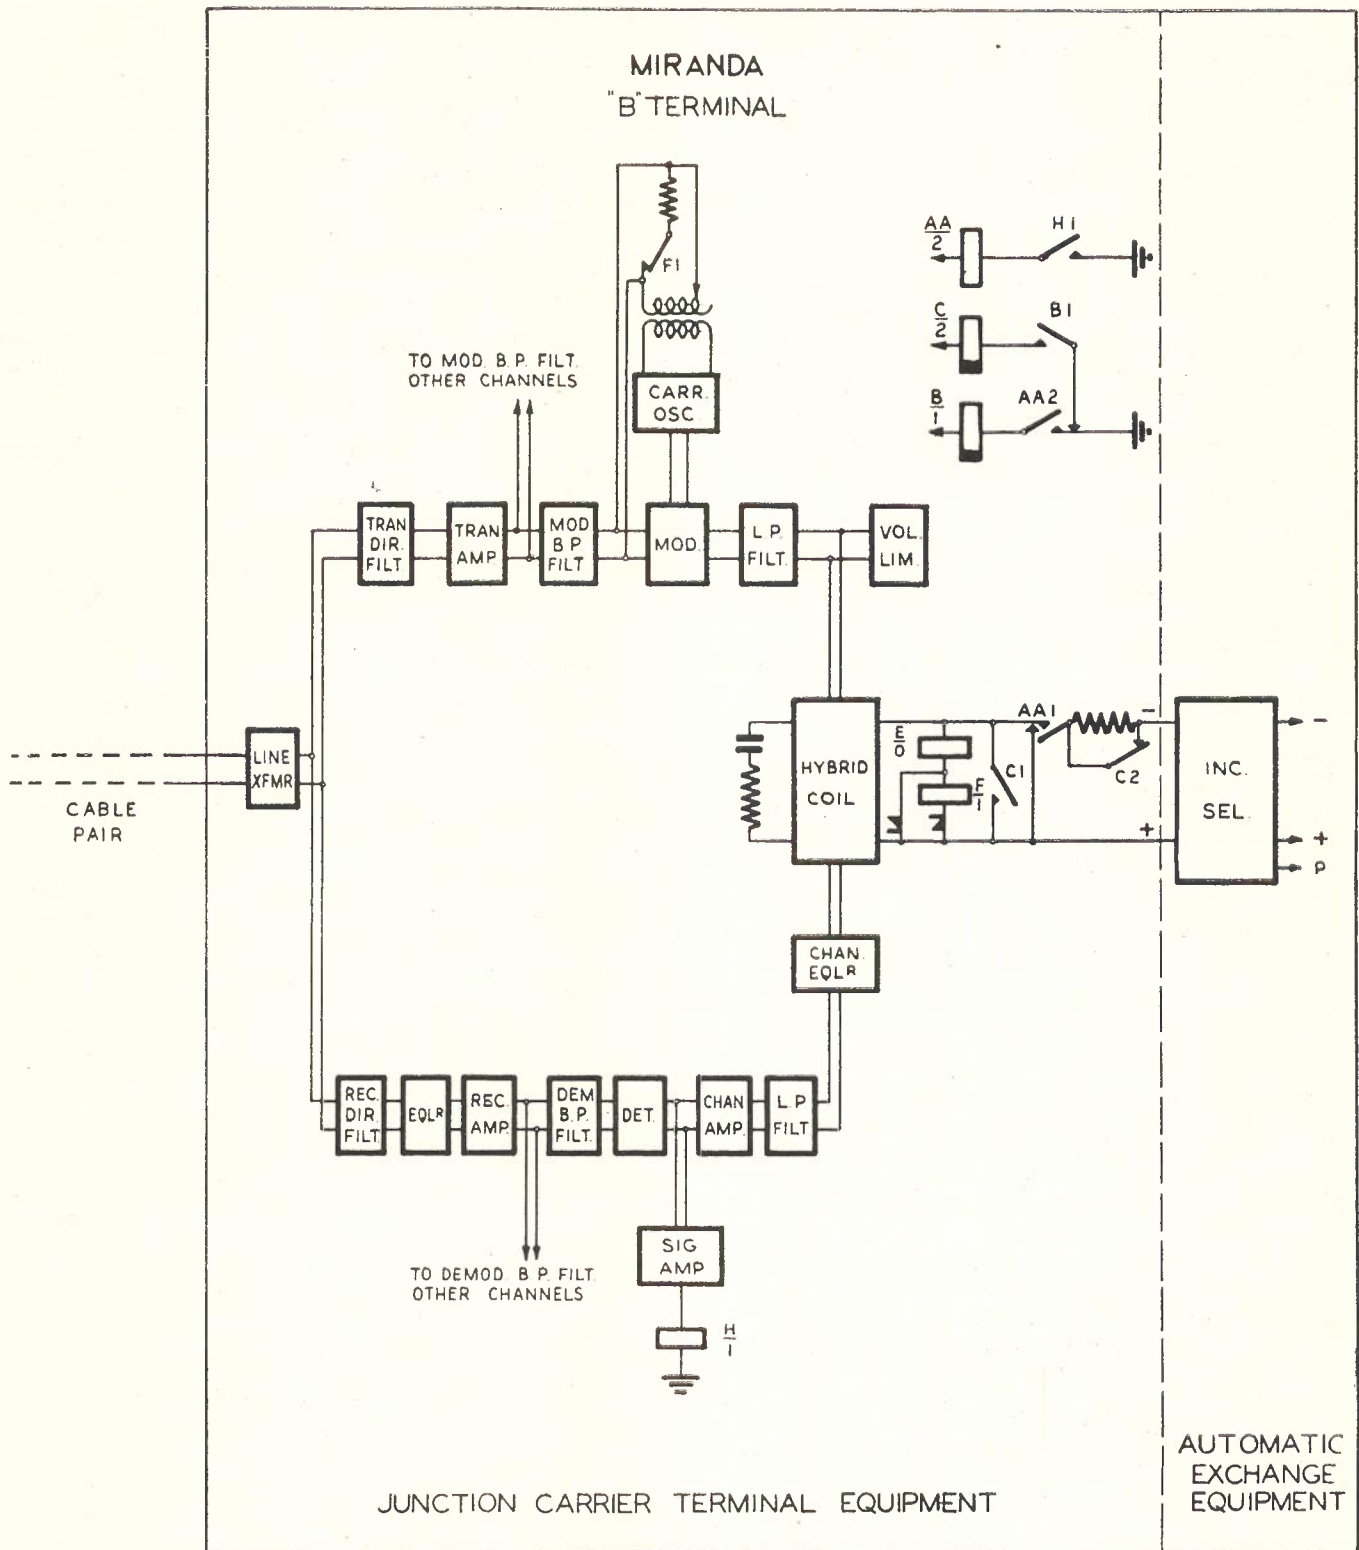 MIRANDA
"B" TERMINAL
F1
AA
2
H1
C
2
B1
B
1
AA2
TO MOD. B.P. FILT.
OTHER CHANNELS
CARR.
OSC.
TRAN
DIR.
FILT.
TRAN
AMP.
MOD
B P
FILT
MOD.
L.P.
FILT.
VOL.
LIM.
LINE
XFMR
CABLE
PAIR
HYBRID
COIL
E
0
F
1
C1
AA1
C2
-
+
INC.
SEL.
-
+
P
CHAN.
EQLR
REC.
DIR.
FILT.
EQLR
REC.
AMP.
DEM
B.P.
FILT.
DET.
CHAN
AMP.
L.P
FILT
SIG
AMP
H
1
TO DEMOD. B.P. FILT.
OTHER CHANNELS
JUNCTION CARRIER TERMINAL EQUIPMENT
AUTOMATIC
EXCHANGE
EQUIPMENT